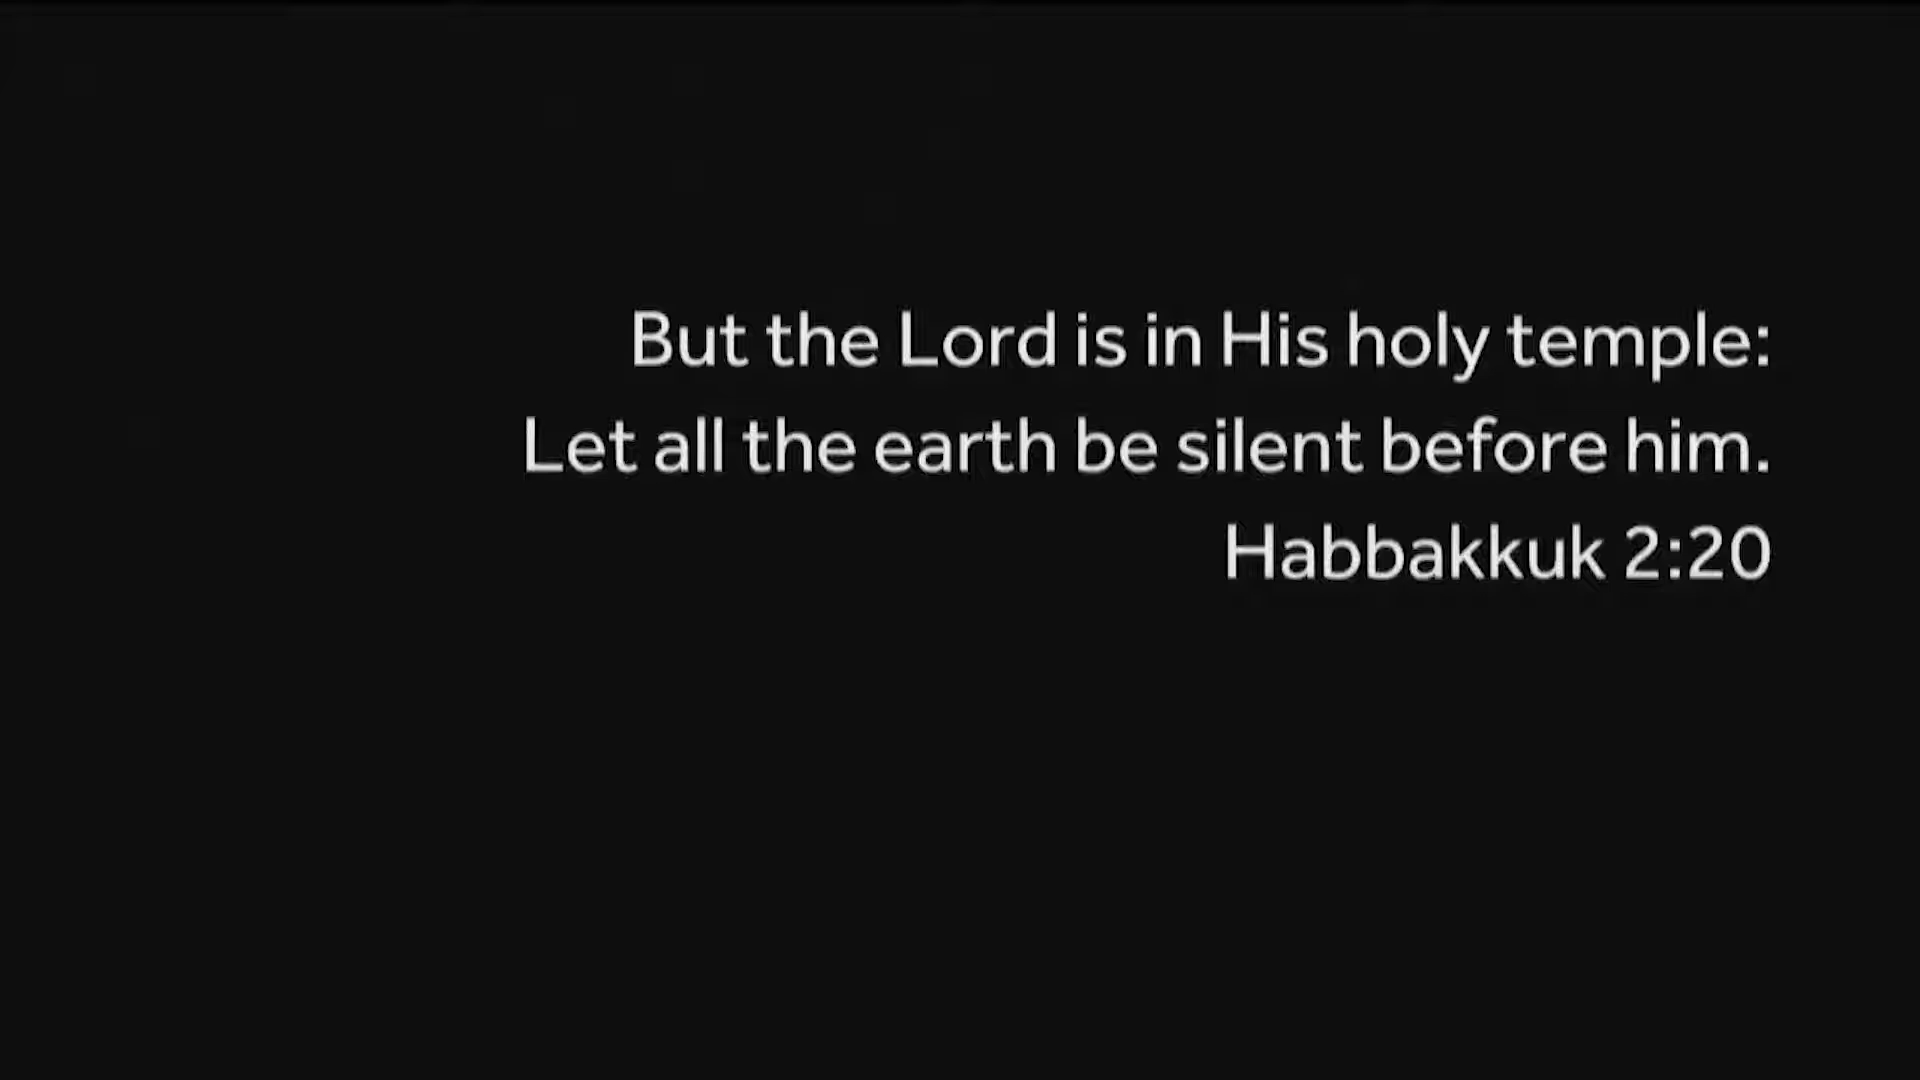 But the Lord is in His holy temple:
Let all the earth be silent before him.
Habbakkuk 2:20